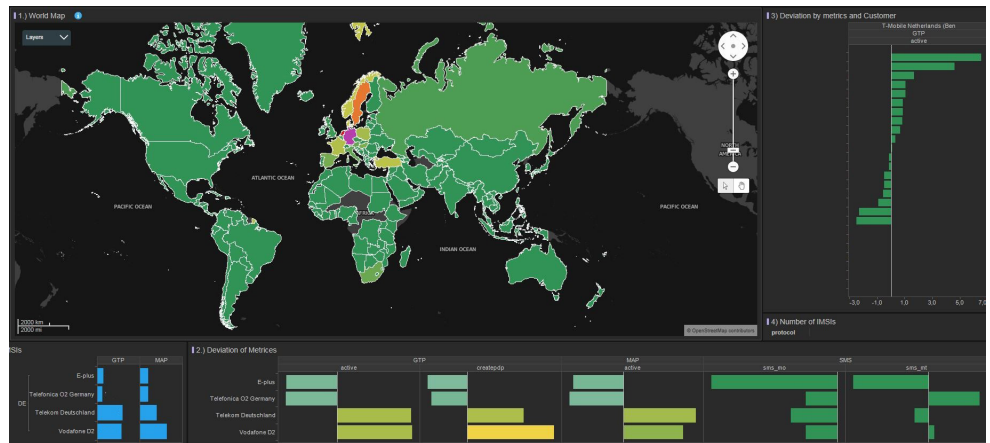 1.) World Map
3) Deviation by metrics and Customer
Layers
T-Mobile Netherlands (Ben
GTP
active
NORTH
AMERICA
ATLANTIC OCEAN
AFRICA
PACIFIC OCEAN
PACIFIC OCEAN
INDIAN OCEAN
2000 km
2000 mi
© OpenStreetMap contributors
-3,0 -1,0 1,0 3,0 5,0 7,0
4) Number of IMSIs
protocol
MSIs
2.) Deviation of Metrices
GTP MAP
GTP MAP SMS
active createpdp active sms_mo sms_mt
DE
E-plus
Telefonica O2 Germany
Telekom Deutschland
Vodafone D2
E-plus
Telefonica O2 Germany
Telekom Deutschland
Vodafone D2